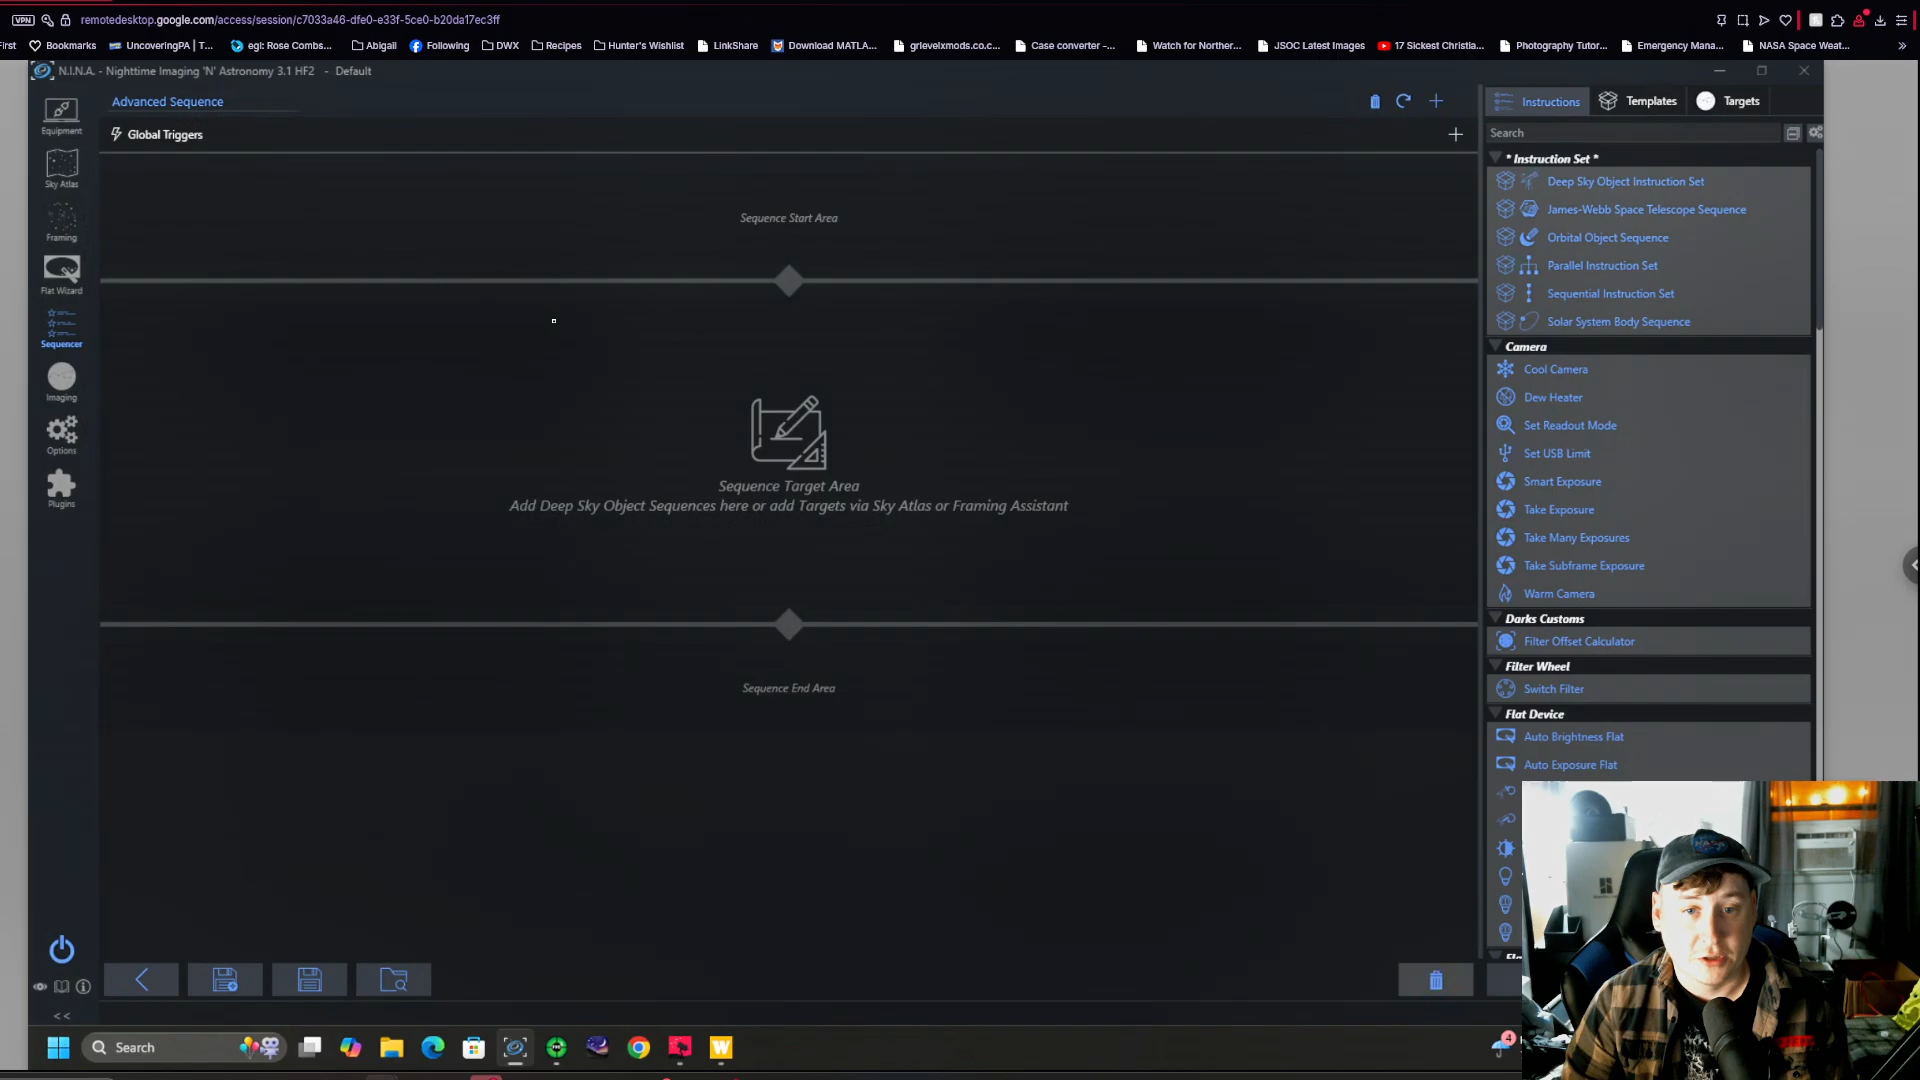 VPN
remotedesktop.google.com/access/session/c7033a46-dfe0-e33f-5ce0-b20da17ec3ff
irst
Bookmarks
UncoveringPA | T...
egi: Rose Combs...
Abigail
Following
DWX
Recipes
Hunter's Wishlist
LinkShare
Download MATLA...
grlevelxmods.co.c...
Case converter -...
Watch for Norther...
JSOC Latest Images
17 Sickest Christia...
Photography Tutor...
Emergency Mana...
NASA Space Weat...
N.I.N.A. - Nighttime Imaging 'N' Astronomy 3.1 HF2 - Default
Equipment
Sky Atlas
Framing
Flat Wizard
Sequencer
Imaging
Options
Plugins
<<
Advanced Sequence
Global Triggers
Sequence Start Area
Sequence Target Area
Add Deep Sky Object Sequences here or add Targets via Sky Atlas or Framing Assistant
Sequence End Area
Instructions
Templates
Targets
Search
* Instruction Set *
Deep Sky Object Instruction Set
James-Webb Space Telescope Sequence
Orbital Object Sequence
Parallel Instruction Set
Sequential Instruction Set
Solar System Body Sequence
Camera
Cool Camera
Dew Heater
Set Readout Mode
Set USB Limit
Smart Exposure
Take Exposure
Take Many Exposures
Take Subframe Exposure
Warm Camera
Darks Customs
Filter Offset Calculator
Filter Wheel
Switch Filter
Flat Device
Auto Brightness Flat
Auto Exposure Flat
Search
4